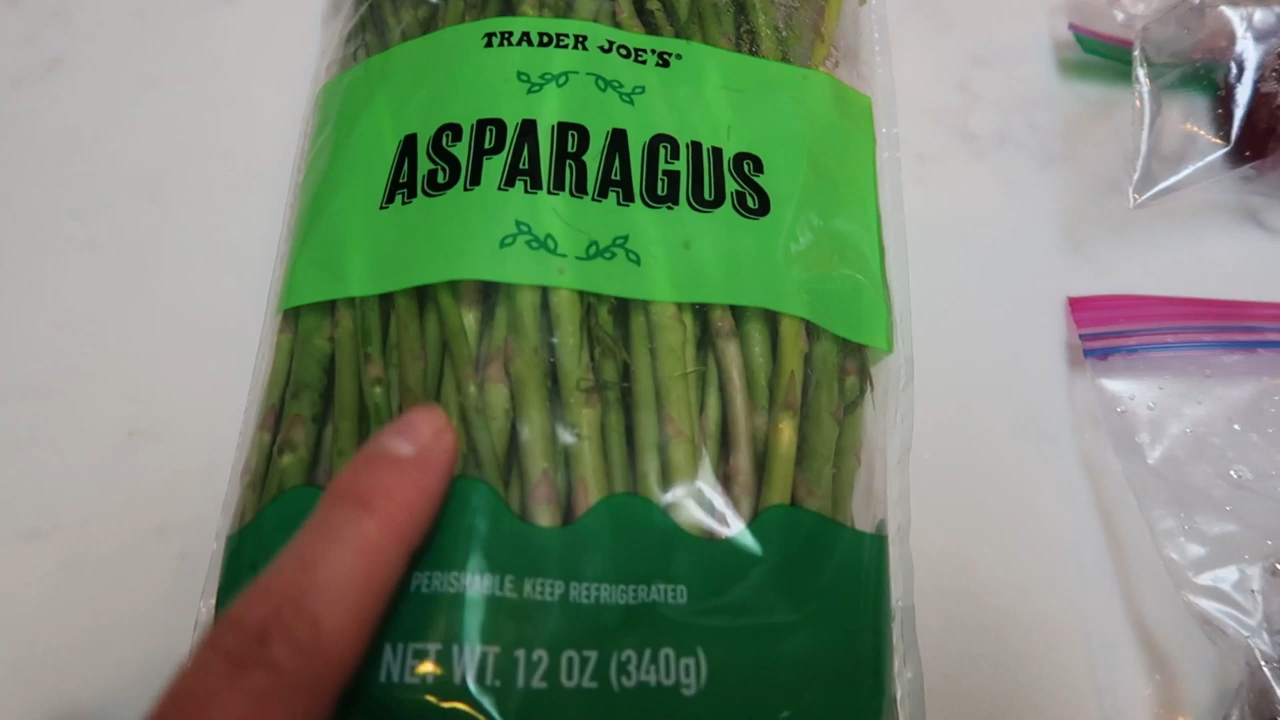 TRADER JOE'S®
ASPARAGUS
PERISHABLE. KEEP REFRIGERATED
NET WT. 12 OZ (340g)